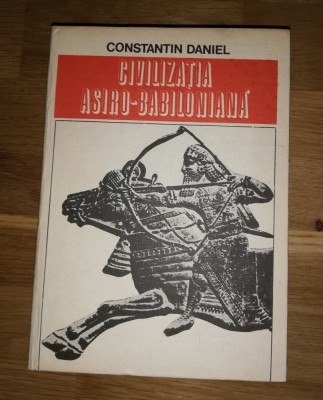 CONSTANTIN DANIEL
CIVILIZAȚIA
ASIRO-BABILONIANĂ